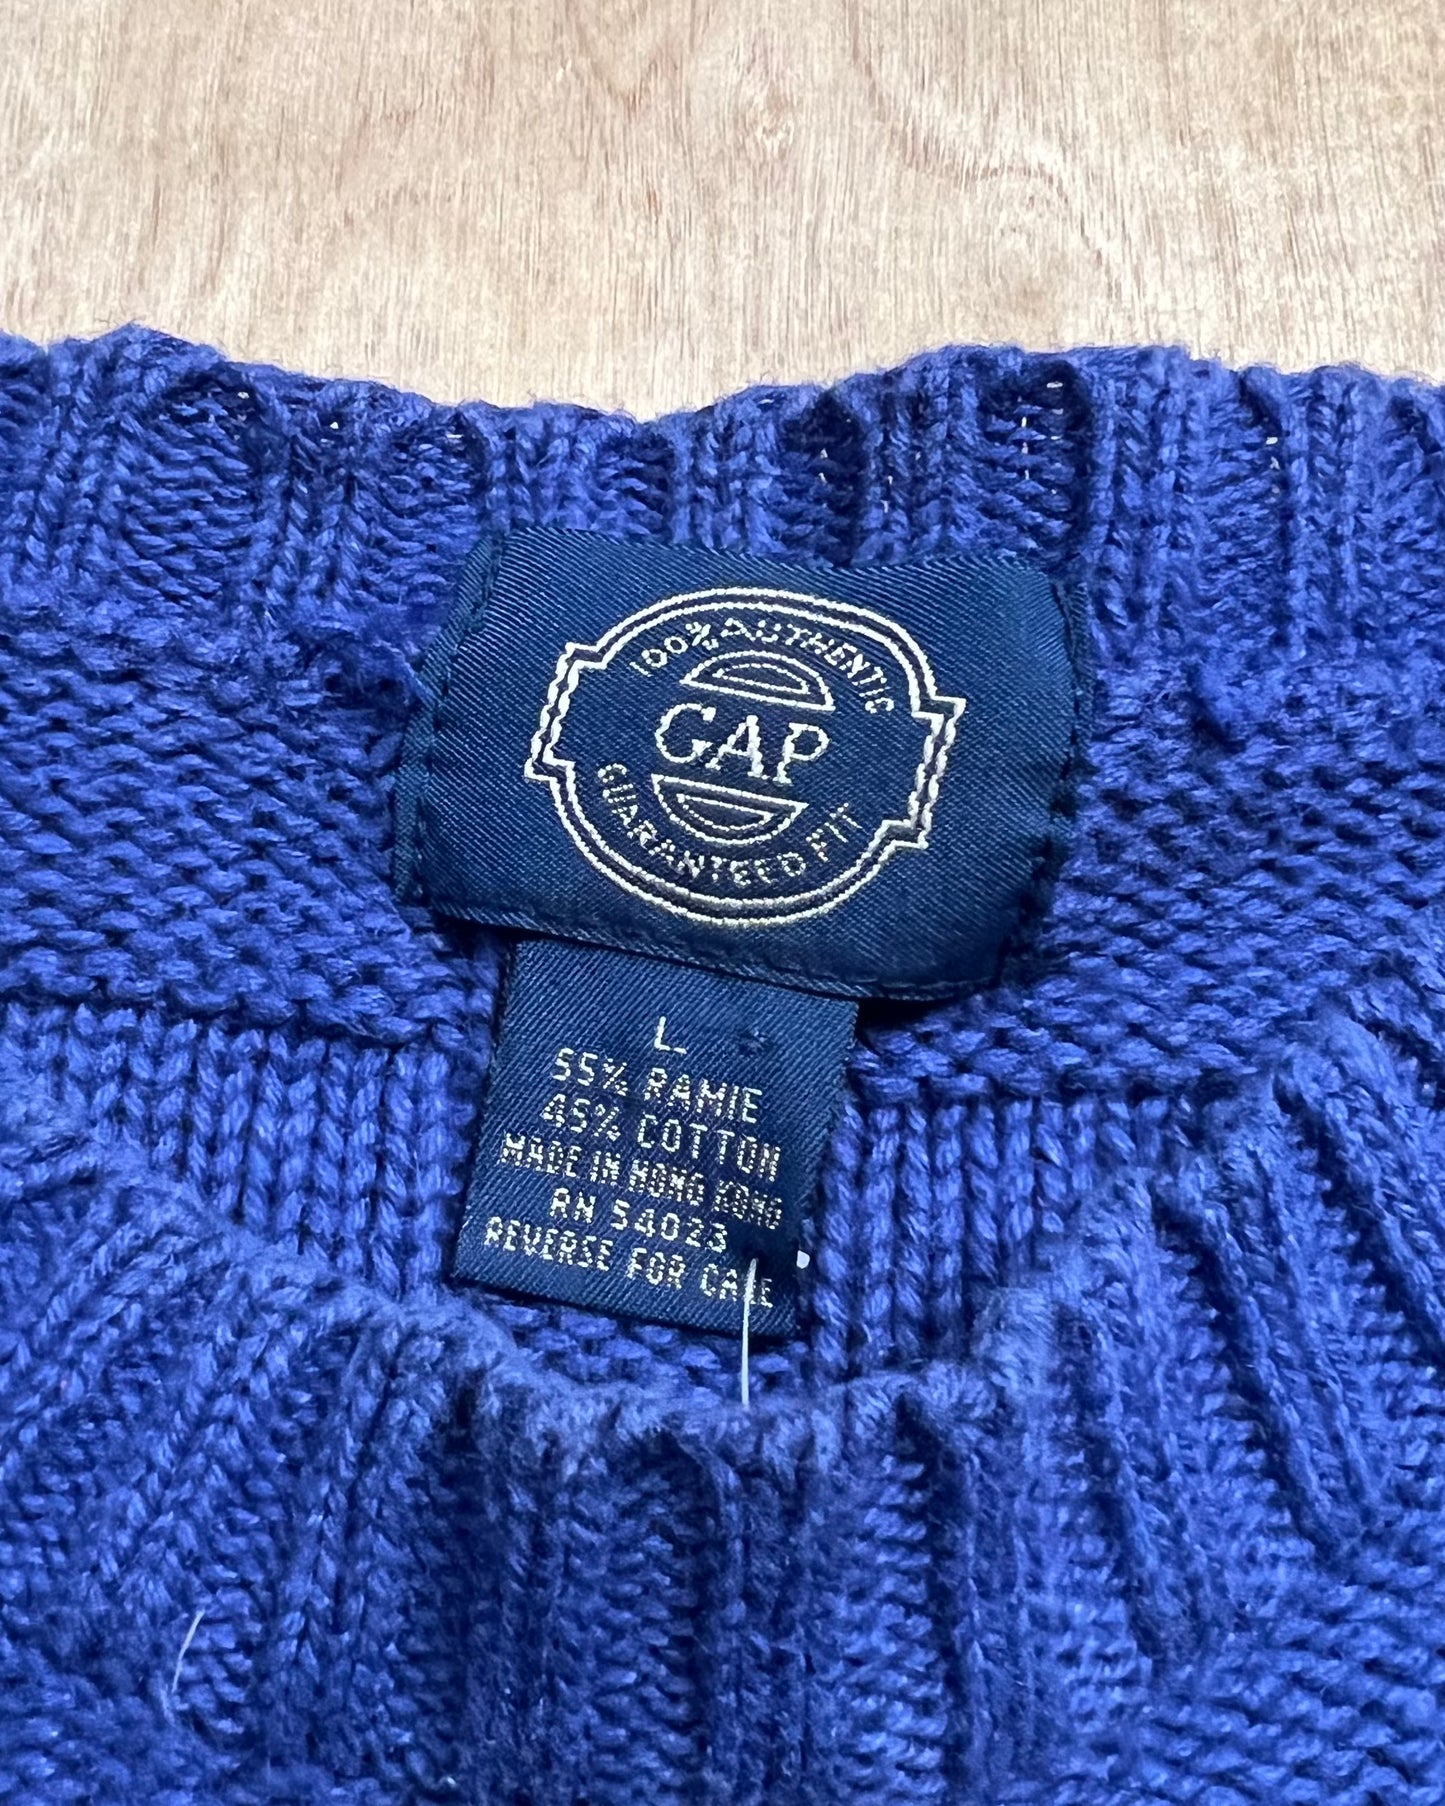 100% AUTHENTIC
GAP
GUARANTEED FIT
L
55% RAMIE
45% COTTON
MADE IN HONG KONG
RN 54023
REVERSE FOR CARE